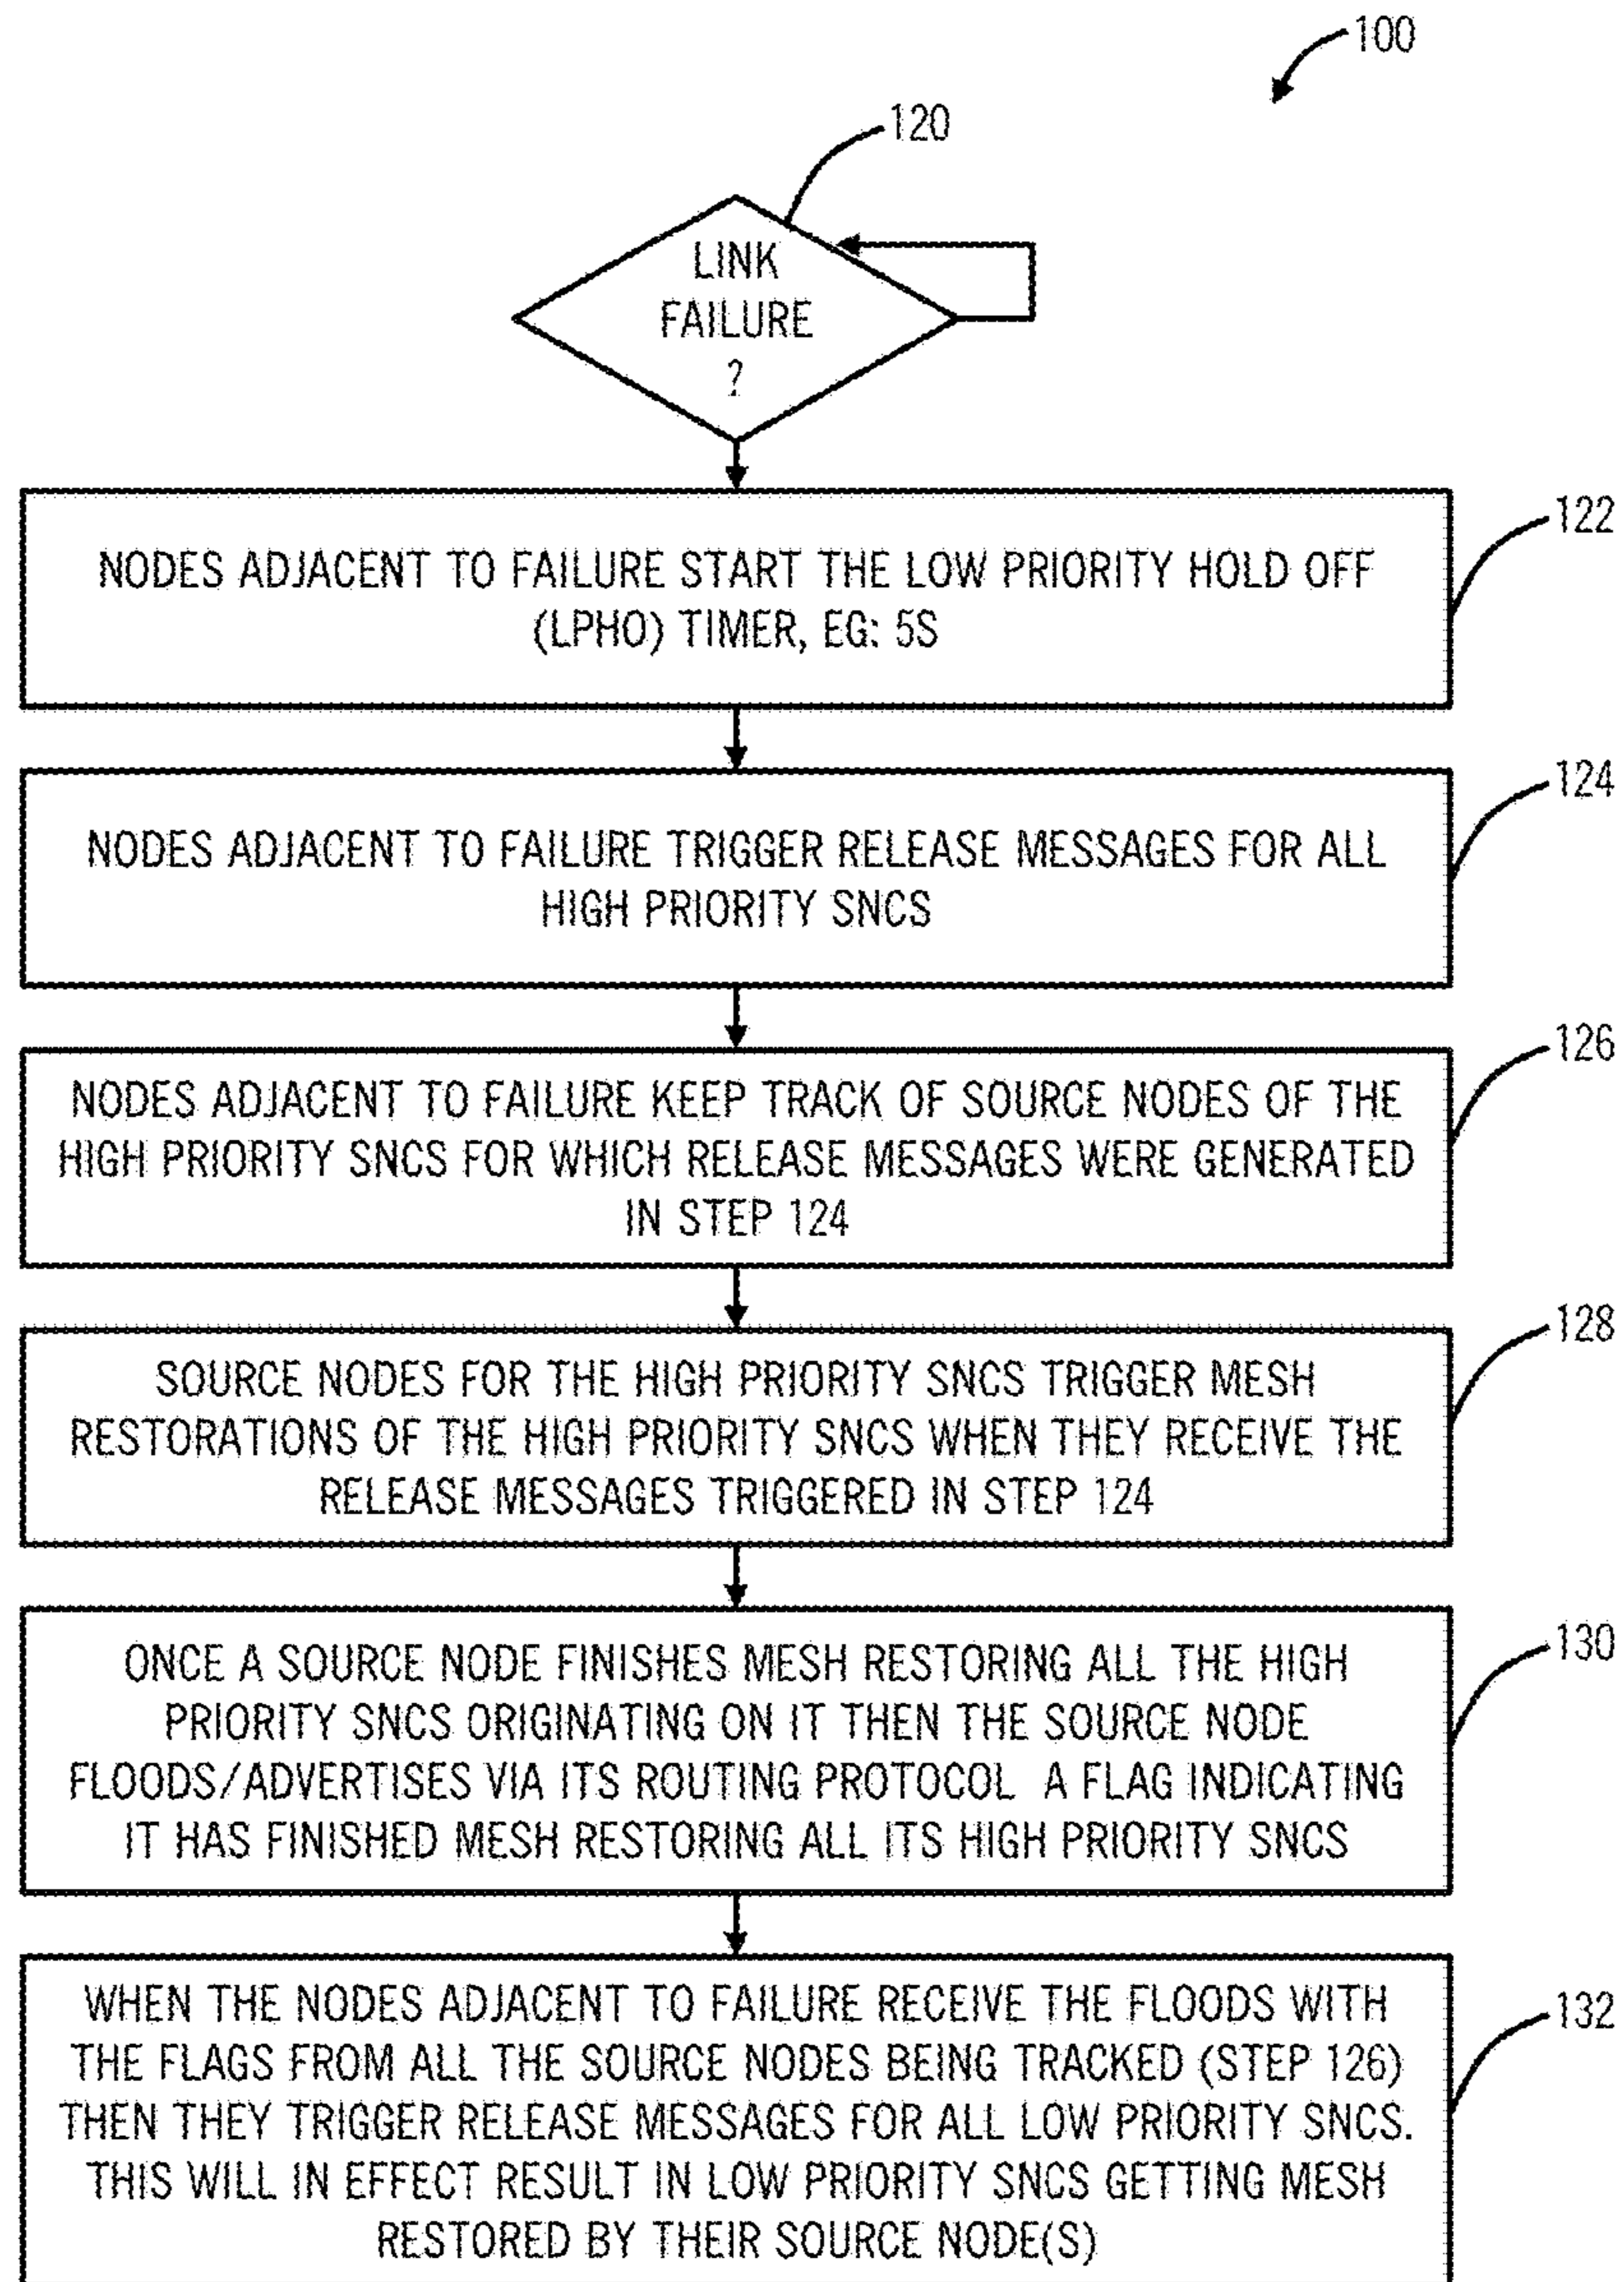 100
120
LINK
FAILURE
?
NODES ADJACENT TO FAILURE START THE LOW PRIORITY HOLD OFF
(LPHO) TIMER, EG: 5S
122
NODES ADJACENT TO FAILURE TRIGGER RELEASE MESSAGES FOR ALL
HIGH PRIORITY SNCS
124
NODES ADJACENT TO FAILURE KEEP TRACK OF SOURCE NODES OF THE
HIGH PRIORITY SNCS FOR WHICH RELEASE MESSAGES WERE GENERATED
IN STEP 124
126
SOURCE NODES FOR THE HIGH PRIORITY SNCS TRIGGER MESH
RESTORATIONS OF THE HIGH PRIORITY SNCS WHEN THEY RECEIVE THE
RELEASE MESSAGES TRIGGERED IN STEP 124
128
ONCE A SOURCE NODE FINISHES MESH RESTORING ALL THE HIGH
PRIORITY SNCS ORIGINATING ON IT THEN THE SOURCE NODE
FLOODS/ADVERTISES VIA ITS ROUTING PROTOCOL A FLAG INDICATING
IT HAS FINISHED MESH RESTORING ALL ITS HIGH PRIORITY SNCS
130
WHEN THE NODES ADJACENT TO FAILURE RECEIVE THE FLOODS WITH
THE FLAGS FROM ALL THE SOURCE NODES BEING TRACKED (STEP 126)
THEN THEY TRIGGER RELEASE MESSAGES FOR ALL LOW PRIORITY SNCS.
THIS WILL IN EFFECT RESULT IN LOW PRIORITY SNCS GETTING MESH
RESTORED BY THEIR SOURCE NODE(S)
132